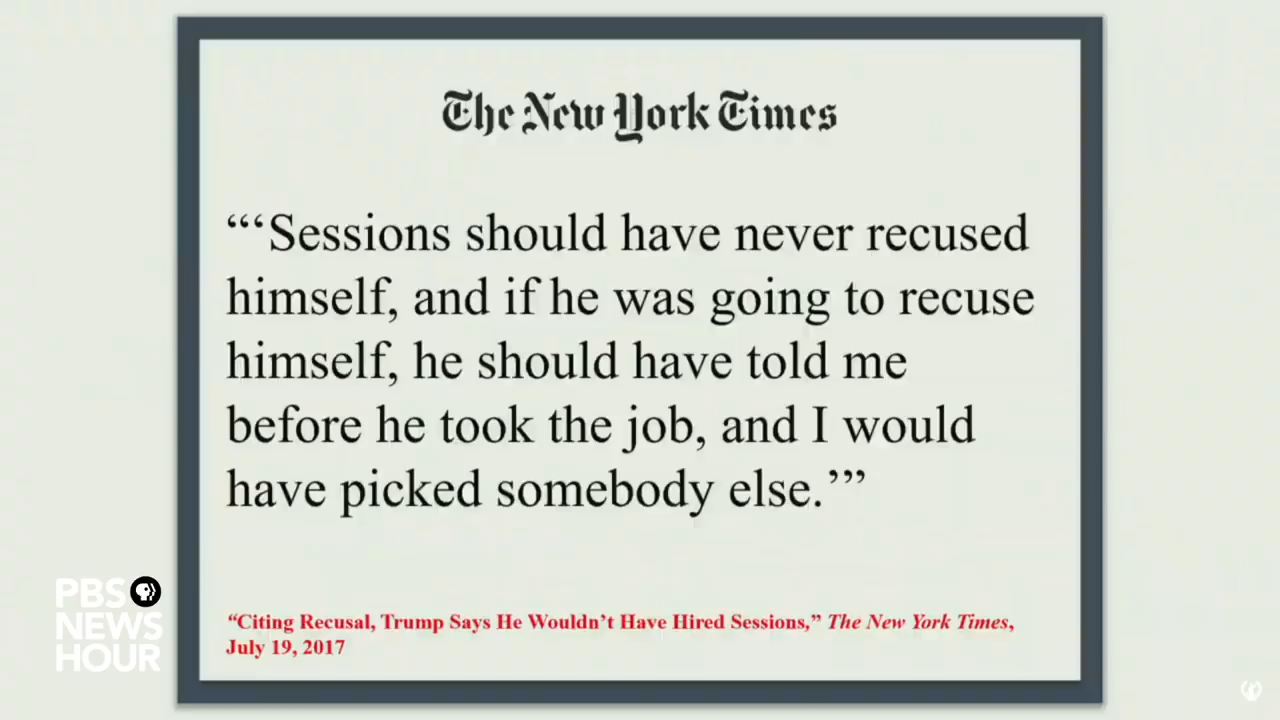 The New York Times
“‘‘Sessions should have never recused
himself, and if he was going to recuse
himself, he should have told me
before he took the job, and I would
have picked somebody else.’””
“Citing Recusal, Trump Says He Wouldn’t Have Hired Sessions,” The New York Times,
July 19, 2017
PBS
NEWS
HOUR